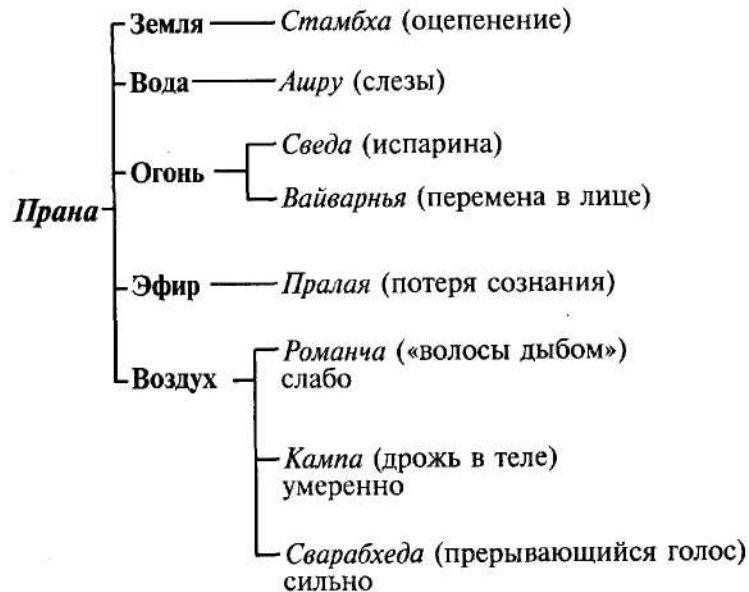 Земля Стамбха (оцепенение)
Вода Ашру (слезы)
Сведа (испарина)
Огонь
Вайварнья (перемена в лице)
Прана
Эфир Пралая (потеря сознания)
Романча («волосы дыбом»)
Воздух слабо
Кампа (дрожь в теле)
умеренно
Сварабхеда (прерывающийся голос)
сильно